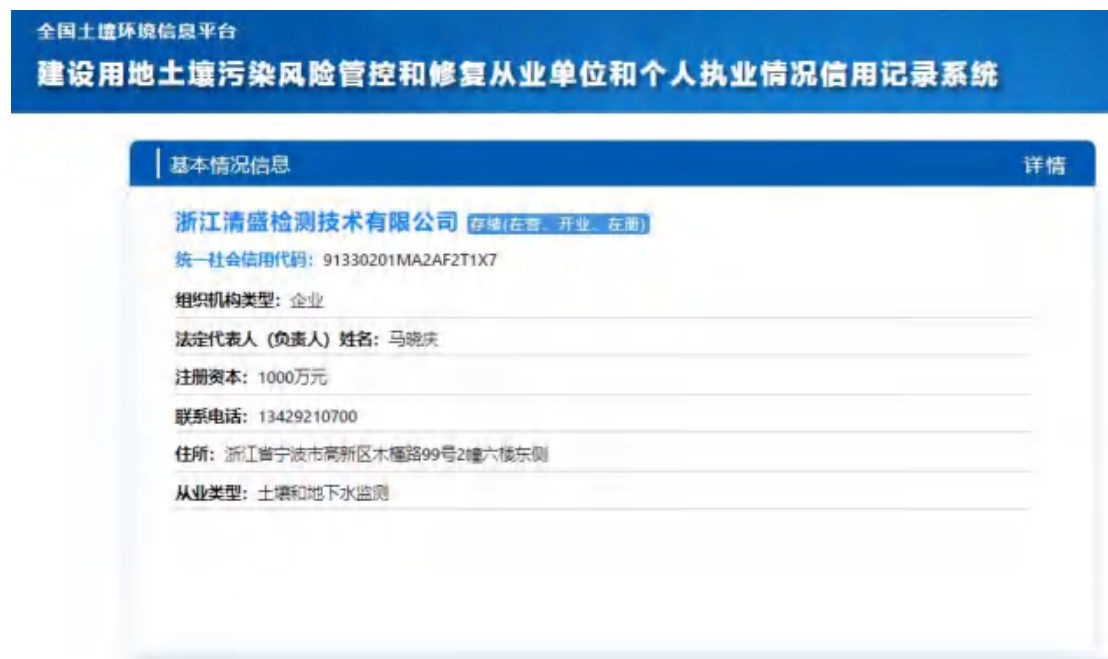 全国土壤环境信息平台
建设用地土壤污染风险管控和修复从业单位和个人执业情况信用记录系统
基本情况信息 详情
浙江清盛检测技术有限公司 存续(在营、开业、在册)
统一社会信用代码：91330201MA2AF2T1X7
组织机构类型：企业
法定代表人（负责人）姓名：马晓庆
注册资本：1000万元
联系电话：13429210700
住所：浙江省宁波市高新区木槿路99号2幢六楼东侧
从业类型：土壤和地下水监测